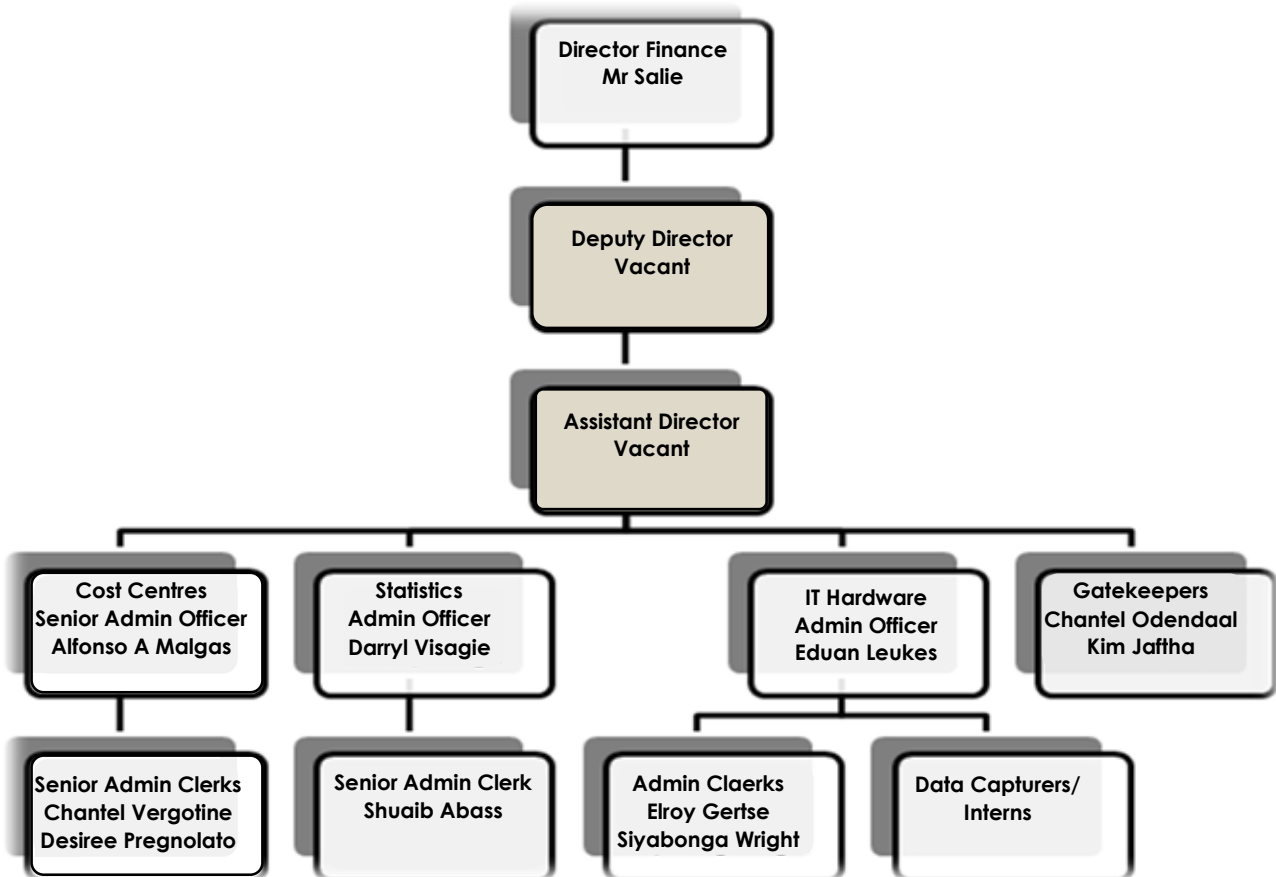 Director Finance
Mr Salie
Deputy Director
Vacant
Assistant Director
Vacant
Cost Centres
Senior Admin Officer
Alfonso A Malgas
Statistics
Admin Officer
Darryl Visagie
IT Hardware
Admin Officer
Eduan Leukes
Gatekeepers
Chantel Odendaal
Kim Jaftha
Senior Admin Clerks
Chantel Vergotine
Desiree Pregnolato
Senior Admin Clerk
Shuaib Abass
Admin Claerks
Elroy Gertse
Siyabonga Wright
Data Capturers/
Interns